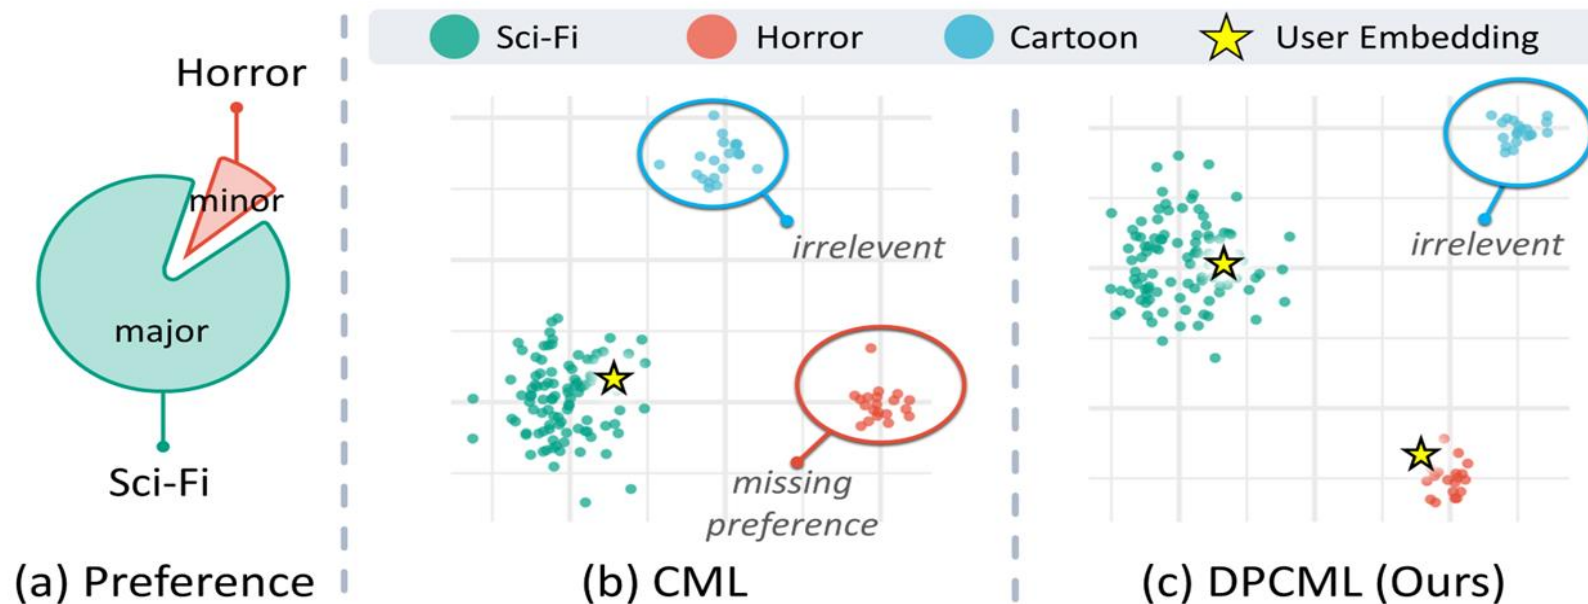 Horror
minor
major
Sci-Fi
(a) Preference
Sci-Fi
Horror
Cartoon
User Embedding
irrelevent
missing
preference
(b) CML
irrelevent
(c) DPCML (Ours)